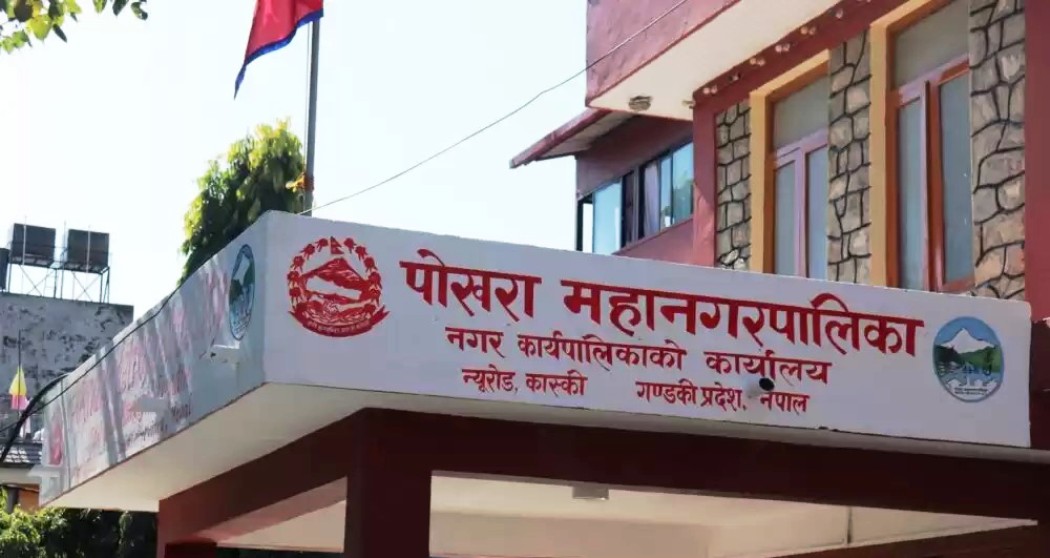 पोखरा महानगरपालिका
नगर कार्यपालिकाको कार्यालय
न्यूरोड, कास्की गण्डकी प्रदेश, नेपाल